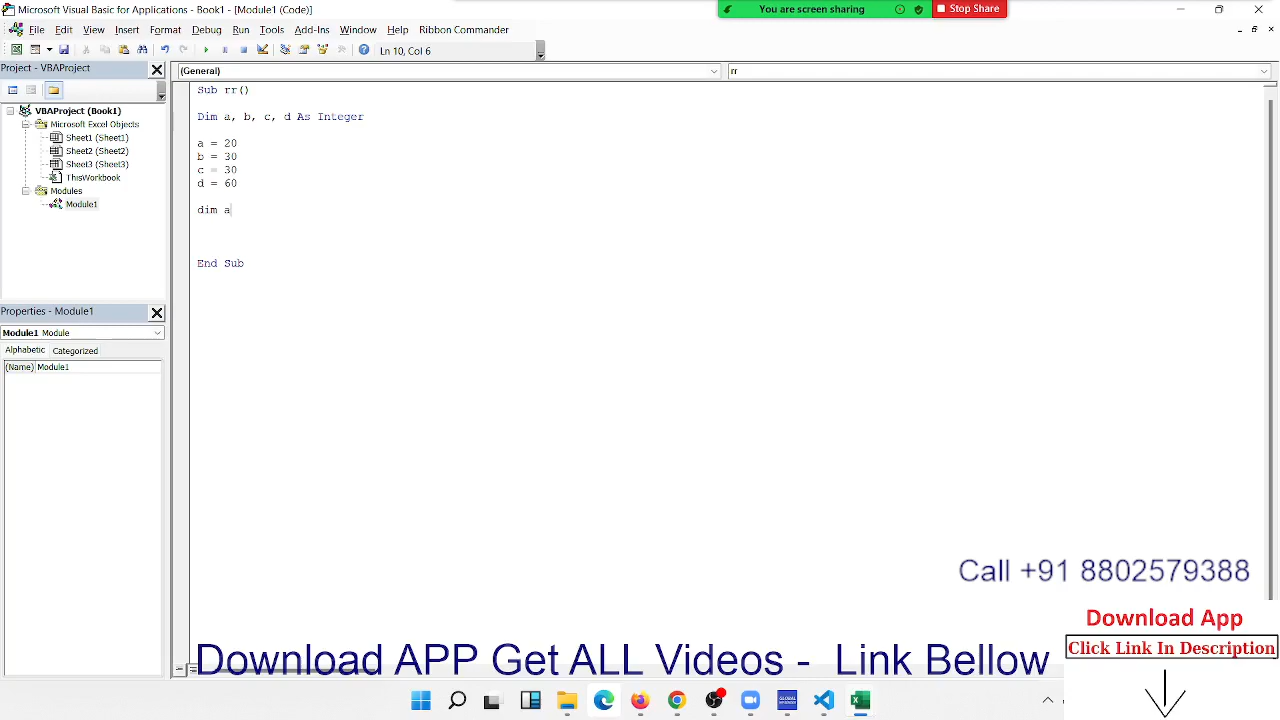 Microsoft Visual Basic for Applications - Book1 - [Module1 (Code)]
You are screen sharing
Stop Share
File Edit View Insert Format Debug Run Tools Add-Ins Window Help Ribbon Commander
Ln 10, Col 6
Project - VBAProject
(General)
rr
VBAProject (Book1)
Microsoft Excel Objects
Sheet1 (Sheet1)
Sheet2 (Sheet2)
Sheet3 (Sheet3)
ThisWorkbook
Modules
Module1
Sub rr()
Dim a, b, c, d As Integer
a = 20
b = 30
c = 30
d = 60
dim a
End Sub
Properties - Module1
Module1 Module
Alphabetic Categorized
(Name) Module1
Call +91 8802579388
Download App
Click Link In Description
Download APP Get ALL Videos - Link Bellow